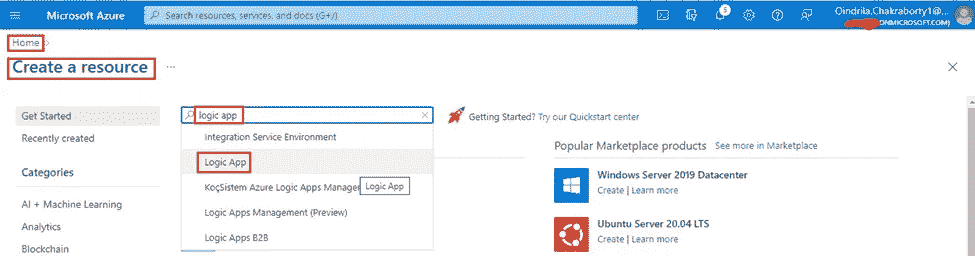 Microsoft Azure
Search resources, services, and docs (G+/)
5
Oindrila.Chakraborty1@...
ONMICROSOFT.COM)
Home >
Create a resource ...
Get Started
Recently created
Categories
AI + Machine Learning
Analytics
Blockchain
logic app
Integration Service Environment
Logic App
KoçSistem Azure Logic Apps Manage
Logic App
Logic Apps Management (Preview)
Logic Apps B2B
Getting Started? Try our Quickstart center
Popular Marketplace products See more in Marketplace
Windows Server 2019 Datacenter
Create | Learn more
Ubuntu Server 20.04 LTS
Create | Learn more